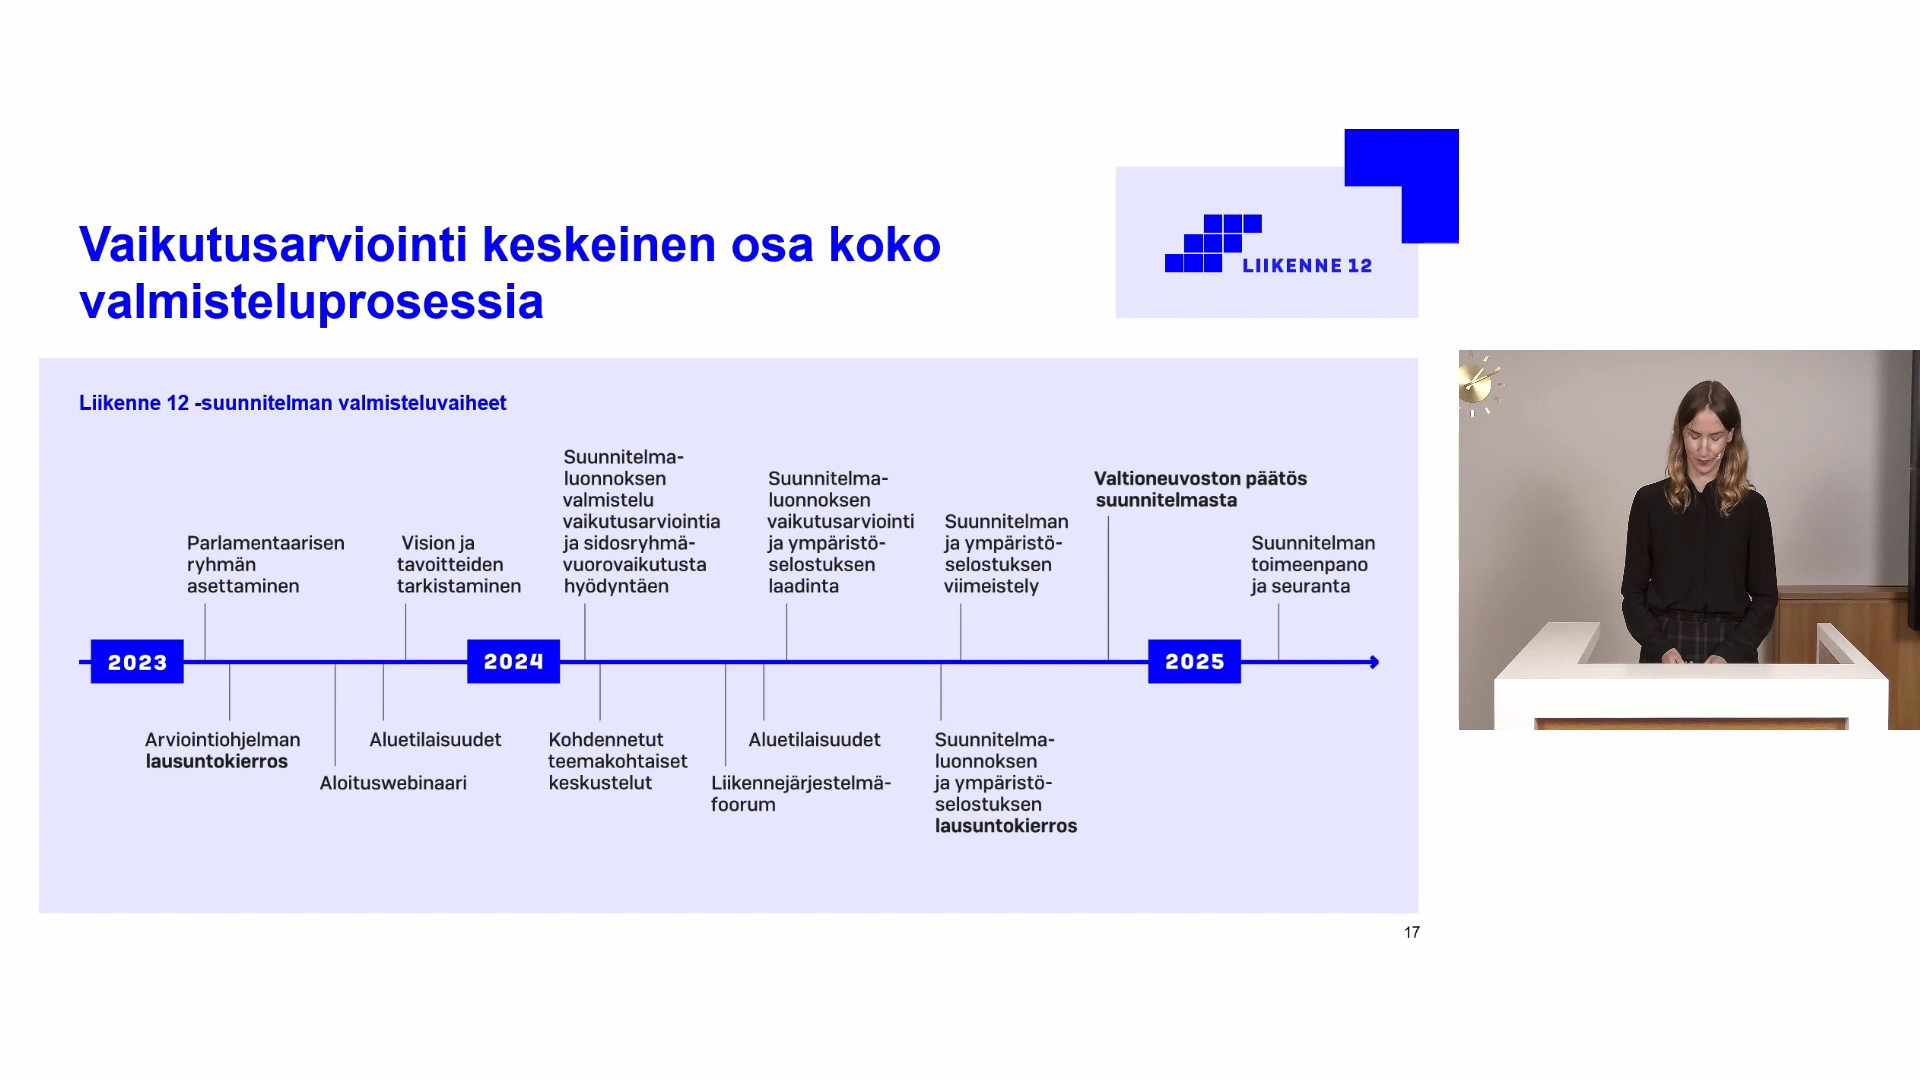 Vaikutusarviointi keskeinen osa koko
valmisteluprosessia
LIIKENNE 12
Liikenne 12 -suunnitelman valmisteluvaiheet
Parlamentaarisen
ryhmän
asettaminen
Vision ja
tavoitteiden
tarkistaminen
Suunnitelma-
luonnoksen
valmistelu
vaikutusarviointia
ja sidosryhmä-
vuorovaikutusta
hyödyntäen
Suunnitelma-
luonnoksen
vaikutusarviointi
ja ympäristö-
selostuksen
laadinta
Suunnitelman
ja ympäristö-
selostuksen
viimeistely
Valtioneuvoston päätös
suunnitelmasta
Suunnitelman
toimeenpano
ja seuranta
2023
2024
2025
Arviointiohjelman
lausuntokierros
Aloituswebinaari
Aluetilaisuudet
Kohdennetut
teemakohtaiset
keskustelut
Liikennejärjestelmä-
foorum
Aluetilaisuudet
Suunnitelma-
luonnoksen
ja ympäristö-
selostuksen
lausuntokierros
17